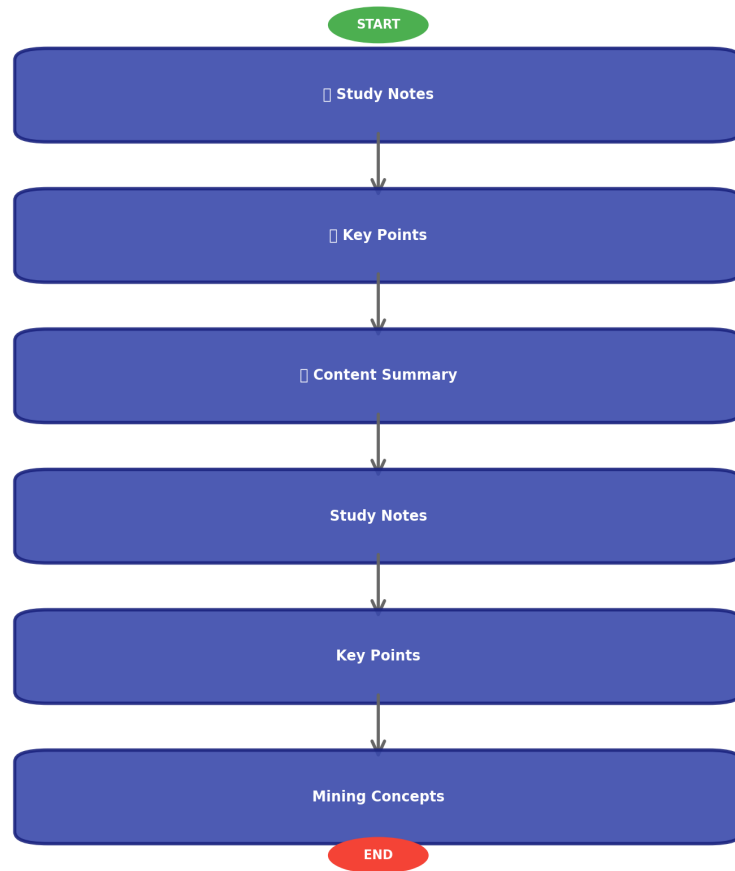 START
Study Notes
Key Points
Content Summary
Study Notes
Key Points
Mining Concepts
END